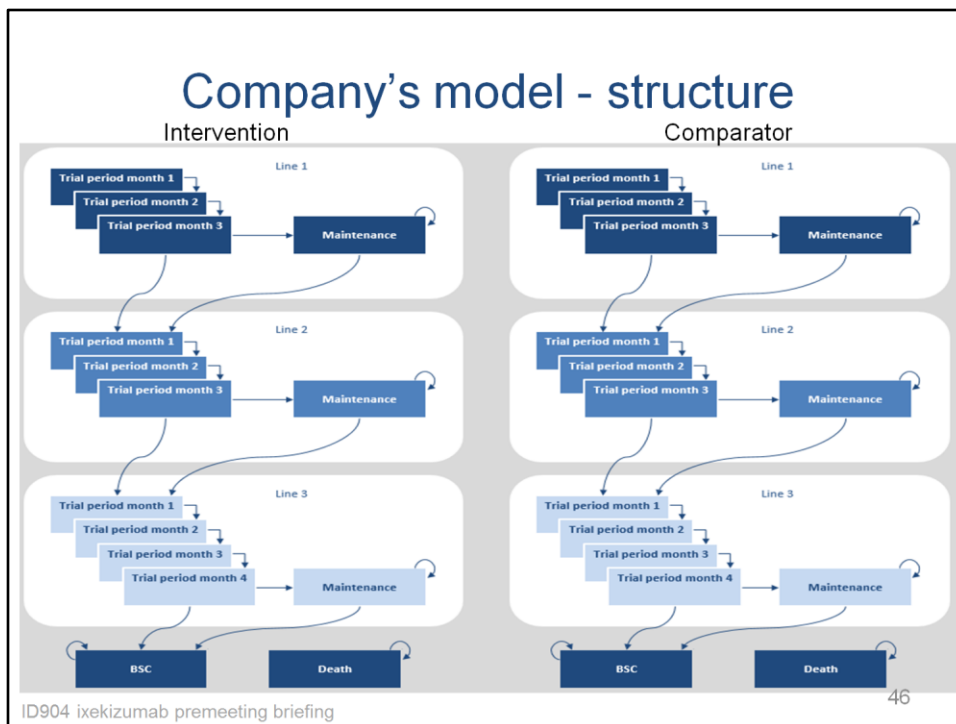 Company's model - structure
Intervention
Line 1
Trial period month 1
Trial period month 2
Trial period month 3
Maintenance
Line 2
Trial period month 1
Trial period month 2
Trial period month 3
Maintenance
Line 3
Trial period month 1
Trial period month 2
Trial period month 3
Trial period month 4
Maintenance
BSC
Death
Comparator
Line 1
Trial period month 1
Trial period month 2
Trial period month 3
Maintenance
Line 2
Trial period month 1
Trial period month 2
Trial period month 3
Maintenance
Line 3
Trial period month 1
Trial period month 2
Trial period month 3
Trial period month 4
Maintenance
BSC
Death
46
ID904 ixekizumab premeeting briefing